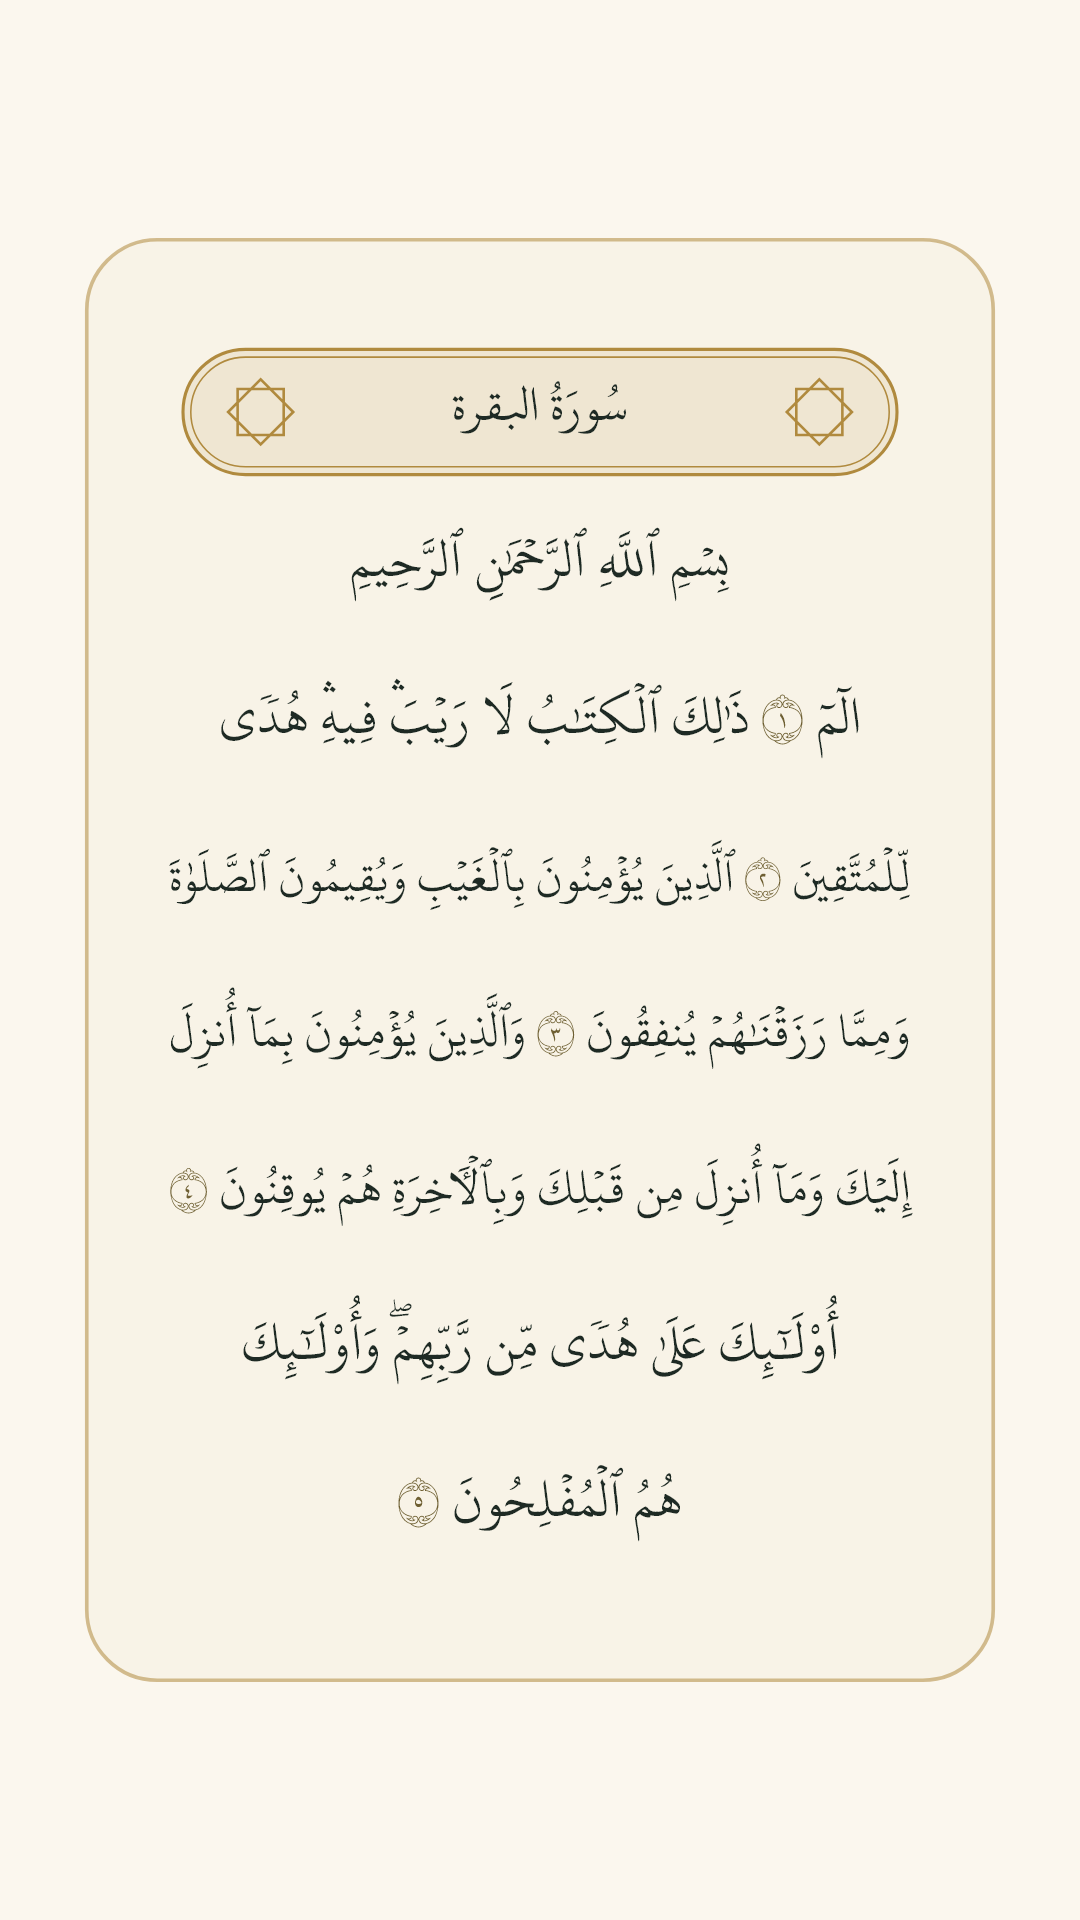 سُورَةُ البقرة
بِسۡمِ ٱللَّهِ ٱلرَّحۡمَٰنِ ٱلرَّحِيمِ
الٓمٓ ١ ذَٰلِكَ ٱلۡكِتَٰبُ لَا رَيۡبَۛ فِيهِۛ هُدٗى
لِّلۡمُتَّقِينَ ٢ ٱلَّذِينَ يُؤۡمِنُونَ بِٱلۡغَيۡبِ وَيُقِيمُونَ ٱلصَّلَوٰةَ
وَمِمَّا رَزَقۡنَٰهُمۡ يُنفِقُونَ ٣ وَٱلَّذِينَ يُؤۡمِنُونَ بِمَآ أُنزِلَ
إِلَيۡكَ وَمَآ أُنزِلَ مِن قَبۡلِكَ وَبِٱلۡأٓخِرَةِ هُمۡ يُوقِنُونَ ٤
أُوْلَٰٓئِكَ عَلَىٰ هُدٗى مِّن رَّبِّهِمۡۖ وَأُوْلَٰٓئِكَ
هُمُ ٱلۡمُفۡلِحُونَ ٥